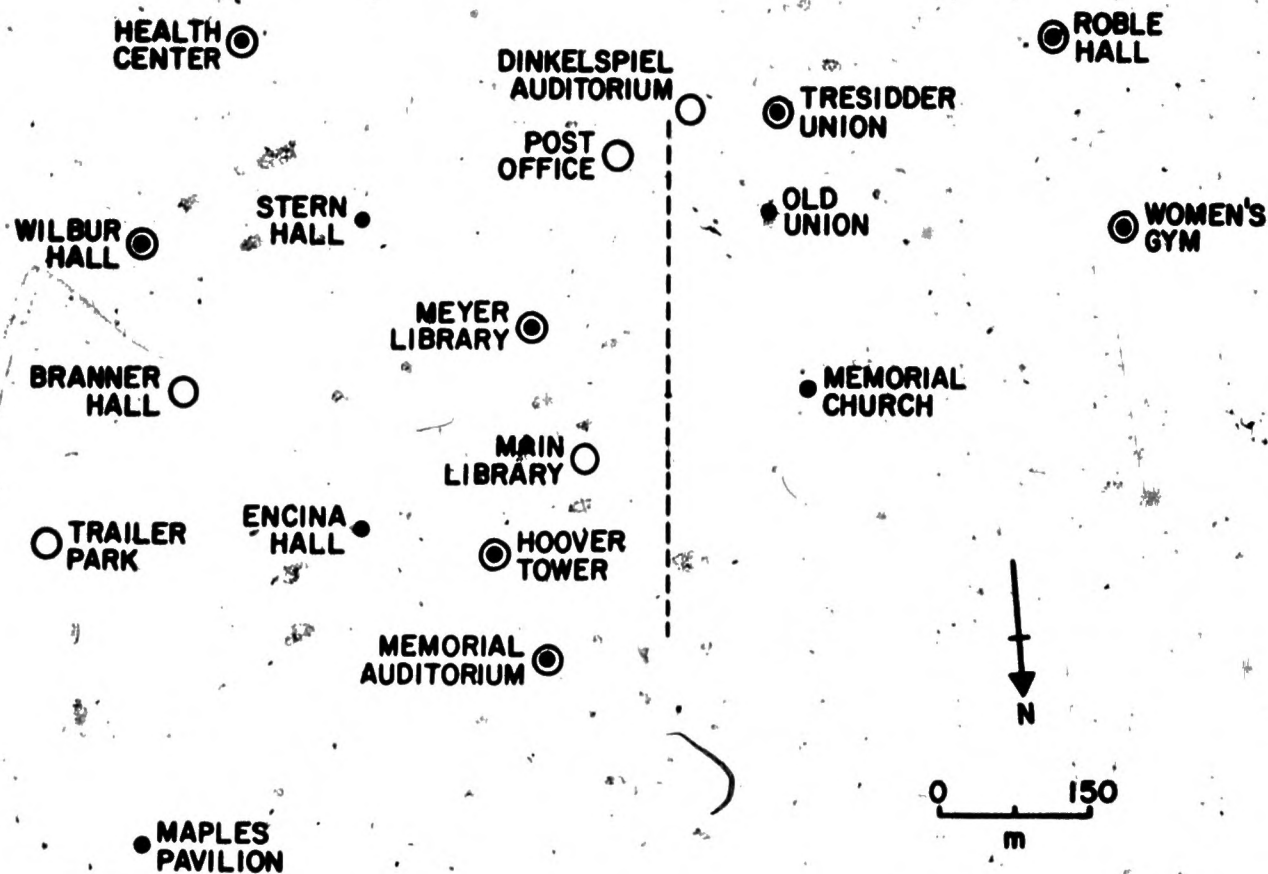 HEALTH
CENTER
ROBLE
HALL
DINKELSPIEL
AUDITORIUM
TRESIDDER
UNION
POST
OFFICE
STERN
HALL
OLD
UNION
WILBUR
HALL
WOMEN'S
GYM
MEYER
LIBRARY
BRANNER
HALL
MEMORIAL
CHURCH
MAIN
LIBRARY
TRAILER
PARK
ENCINA
HALL
HOOVER
TOWER
MEMORIAL
AUDITORIUM
N
0 150
m
MAPLES
PAVILION